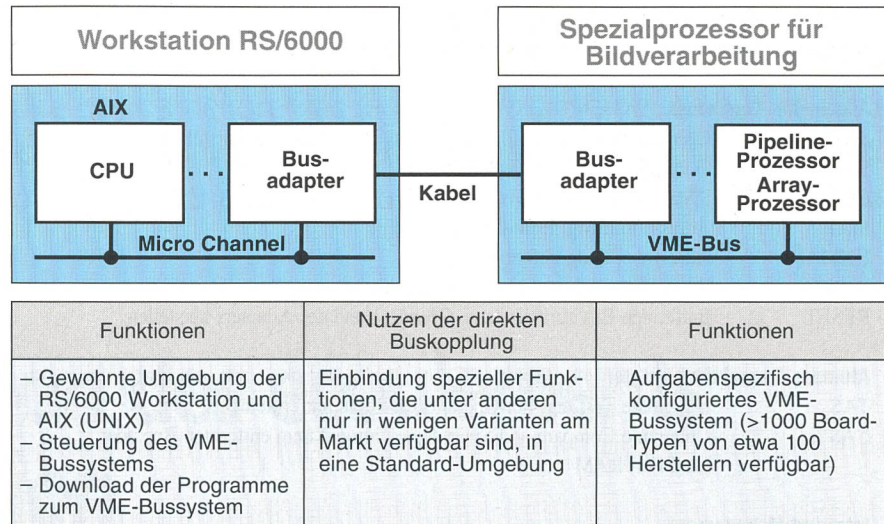 Workstation RS/6000
Spezialprozessor für
Bildverarbeitung
AIX
CPU
Bus-
adapter
Micro Channel
Kabel
Bus-
adapter
Pipeline-
Prozessor
Array-
Prozessor
VME-Bus
Funktionen
Nutzen der direkten
Buskopplung
Funktionen
– Gewohnte Umgebung der
RS/6000 Workstation und
AIX (UNIX)
– Steuerung des VME-
Bussystems
– Download der Programme
zum VME-Bussystem
Einbindung spezieller Funk-
tionen, die unter anderen
nur in wenigen Varianten am
Markt verfügbar sind, in
eine Standard-Umgebung
Aufgabenspezifisch
konfiguriertes VME-
Bussystem (>1000 Board-
Typen von etwa 100
Herstellern verfügbar)